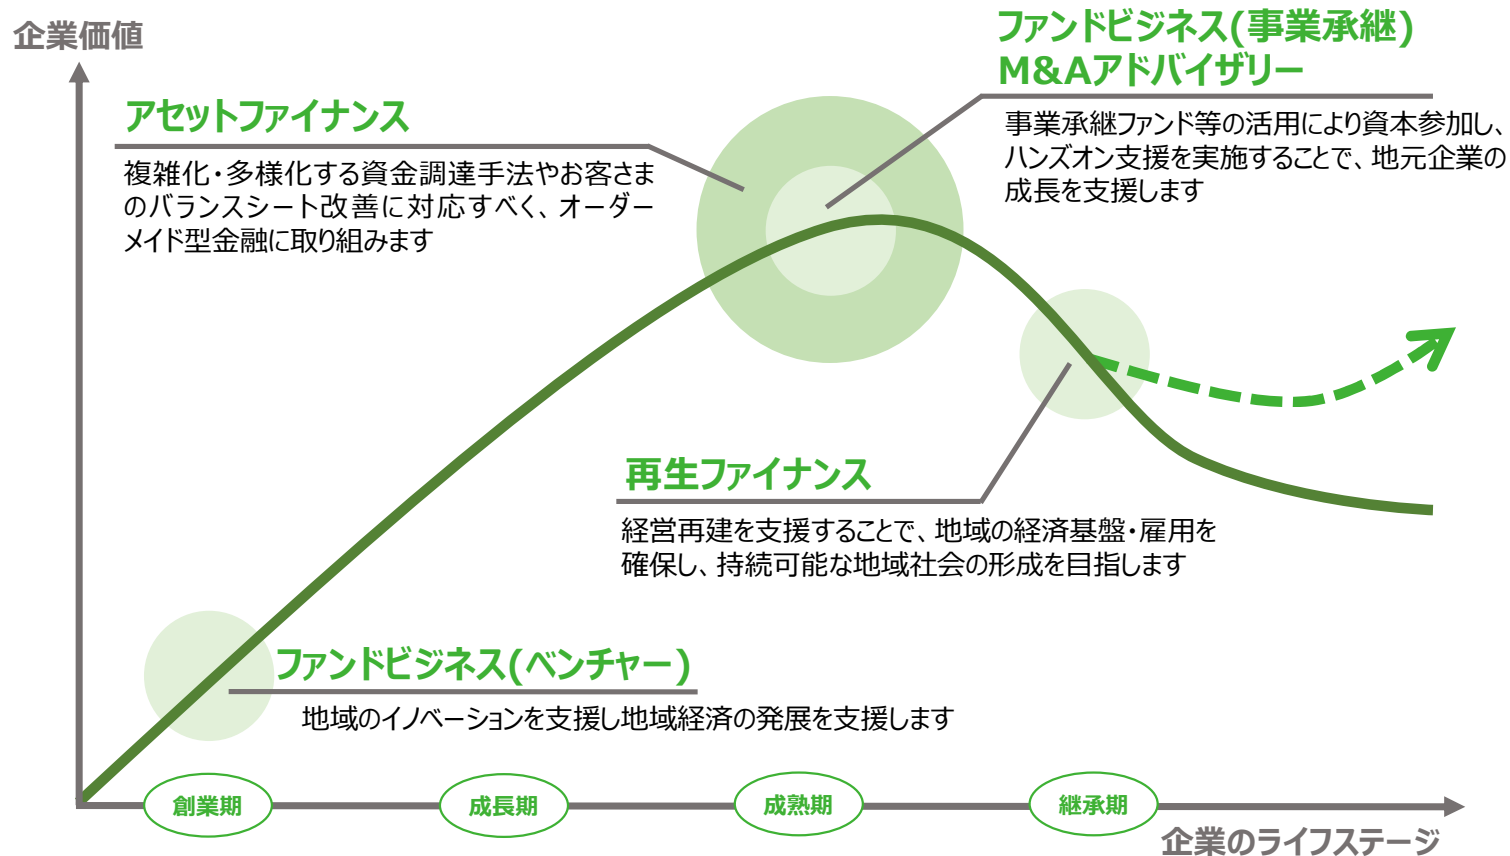 企業価値
ファンドビジネス(事業承継)
M&Aアドバイザリー
事業承継ファンド等の活用により資本参加し、
ハンズオン支援を実施することで、地元企業の
成長を支援します
アセットファイナンス
複雑化・多様化する資金調達手法やお客さま
のバランスシート改善に対応すべく、オーダー
メイド型金融に取り組みます
再生ファイナンス
経営再建を支援することで、地域の経済基盤・雇用を
確保し、持続可能な地域社会の形成を目指します
ファンドビジネス(ベンチャー)
地域のイノベーションを支援し地域経済の発展を支援します
創業期
成長期
成熟期
継承期
企業のライフステージ